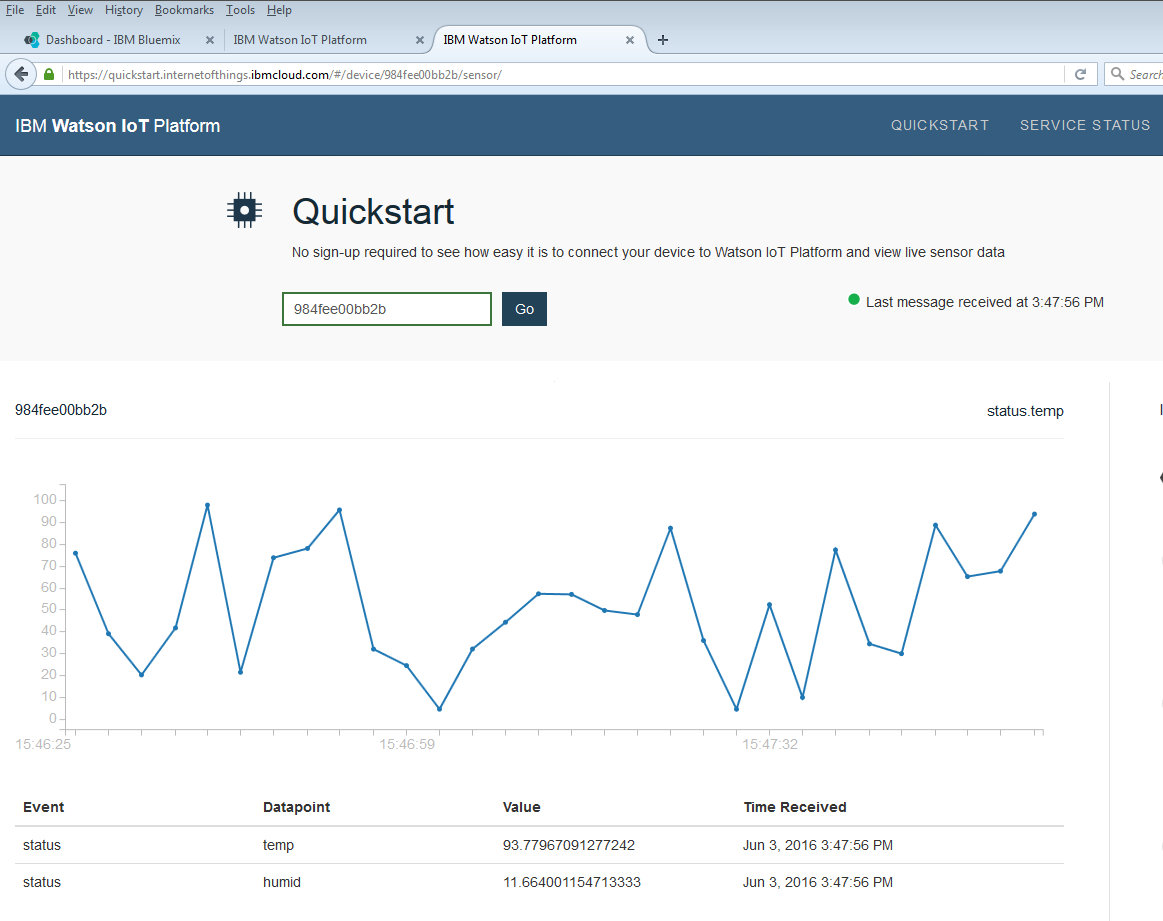 File Edit View History Bookmarks Tools Help
Dashboard - IBM Bluemix × IBM Watson IoT Platform × IBM Watson IoT Platform × +
https://quickstart.internetofthings.ibmcloud.com/#/device/984fee00bb2b/sensor/ Search
IBM Watson IoT Platform QUICKSTART SERVICE STATUS
Quickstart
No sign-up required to see how easy it is to connect your device to Watson IoT Platform and view live sensor data
984fee00bb2b Go Last message received at 3:47:56 PM
984fee00bb2b status.temp
100
90
80
70
60
50
40
30
20
10
0
15:46:25 15:46:59 15:47:32
Event Datapoint Value Time Received
status temp 93.77967091277242 Jun 3, 2016 3:47:56 PM
status humid 11.664001154713333 Jun 3, 2016 3:47:56 PM